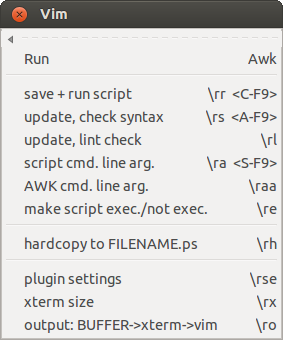 Vim
Run Awk
save + run script \rr <C-F9>
update, check syntax \rs <A-F9>
update, lint check \rl
script cmd. line arg. \ra <S-F9>
AWK cmd. line arg. \raa
make script exec./not exec. \re
hardcopy to FILENAME.ps \rh
plugin settings \rse
xterm size \rx
output: BUFFER->xterm->vim \ro